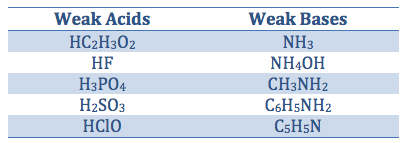 Weak Acids Weak Bases
HC2H3O2 NH3
HF NH4OH
H3PO4 CH3NH2
H2SO3 C6H5NH2
HClO C5H5N